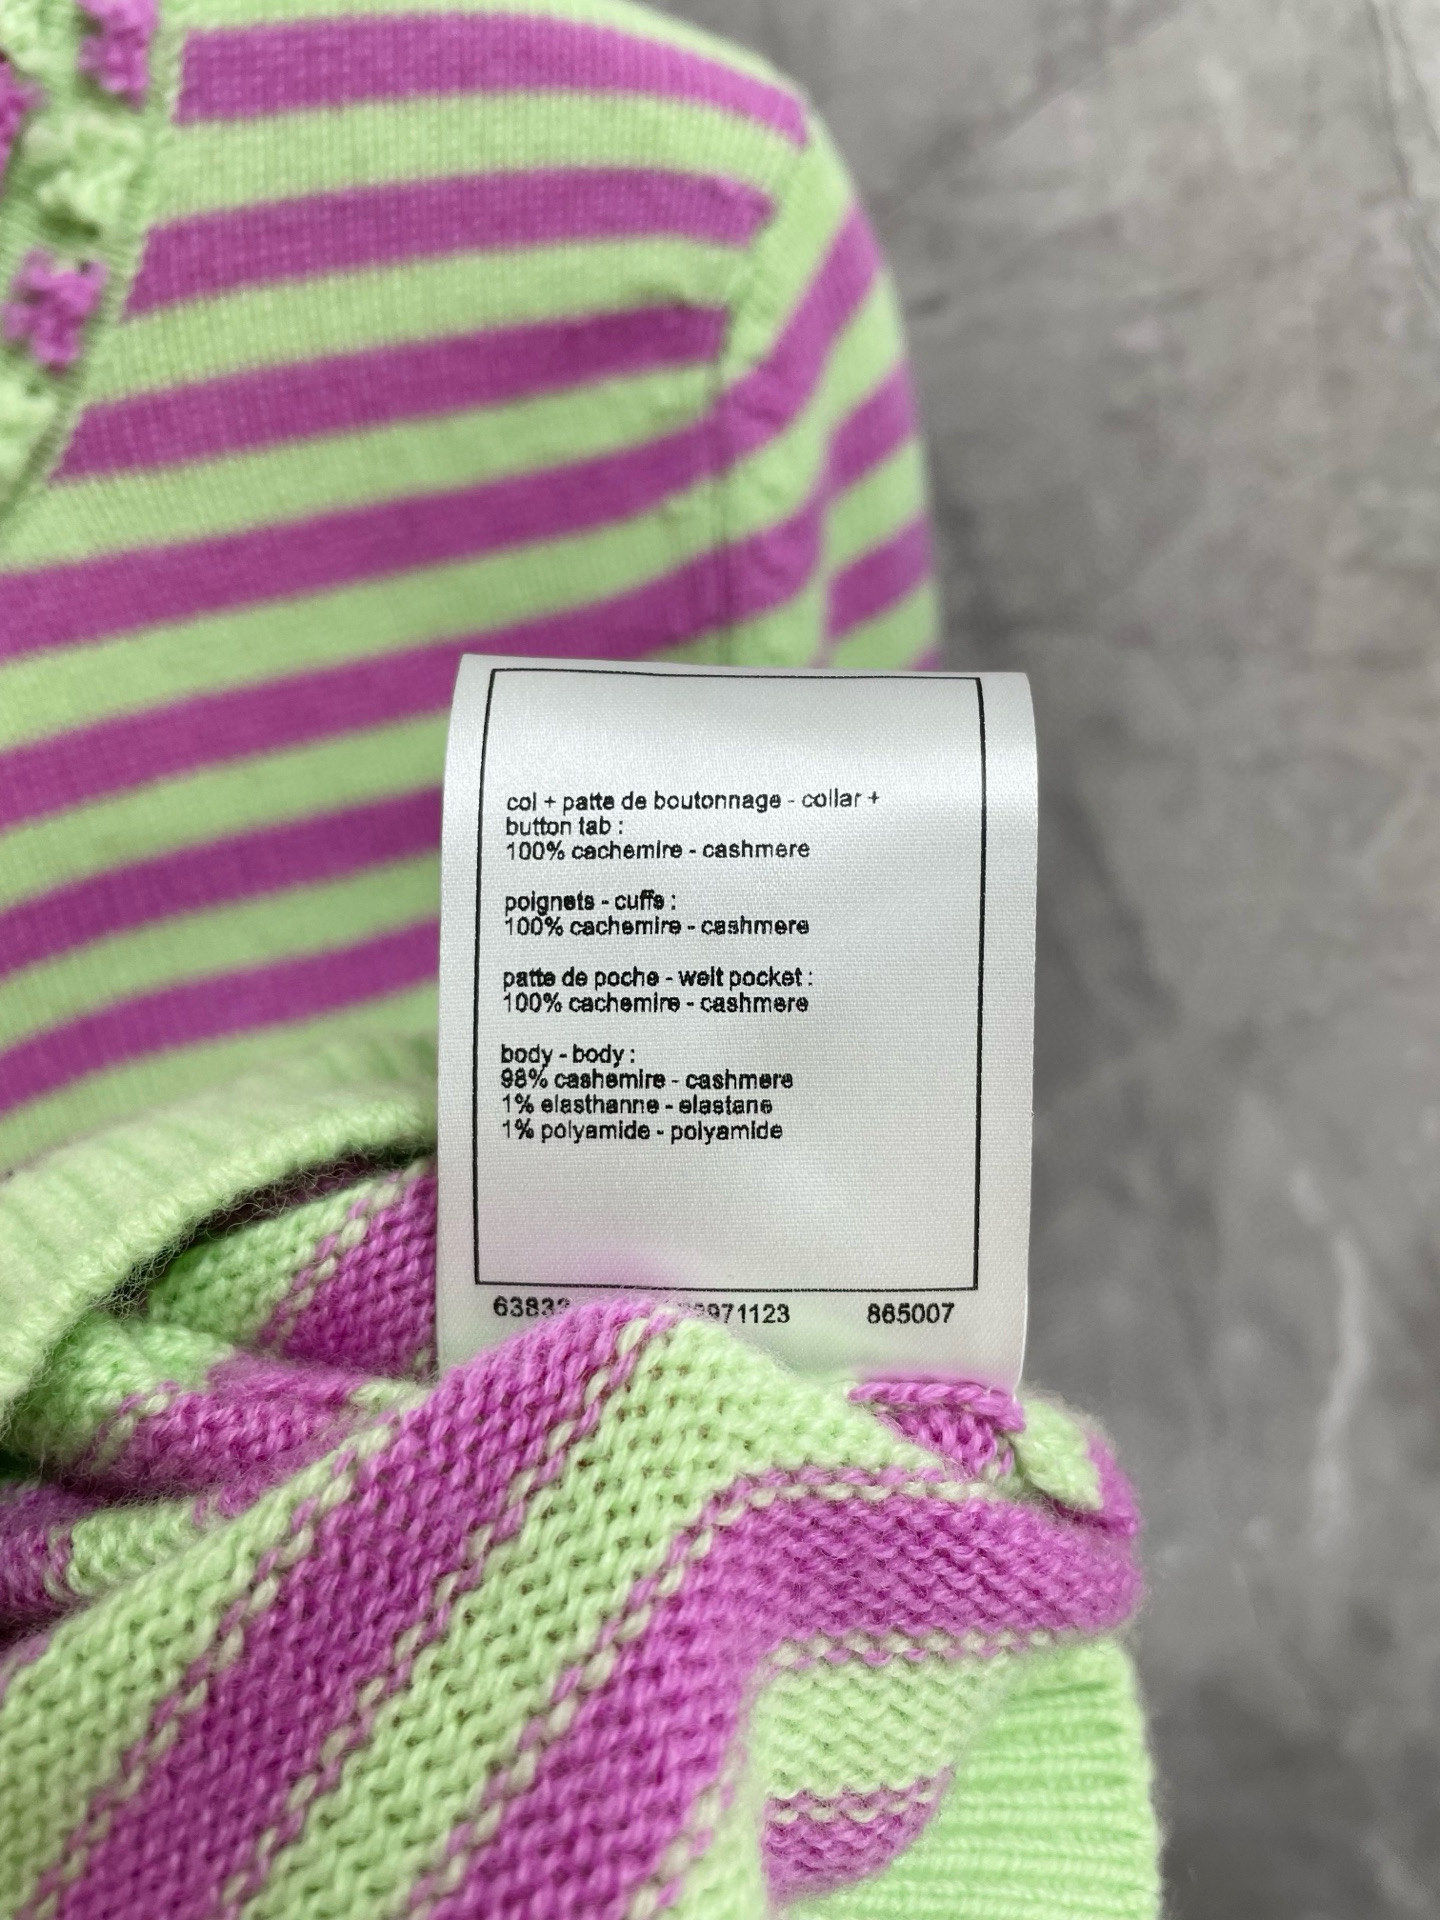 col + patte de boutonnage - collar +
button tab :
100% cachemire - cashmere
poignets - cuffs :
100% cachemire - cashmere
patte de poche - welt pocket :
100% cachemire - cashmere
body - body :
98% cashemire - cashmere
1% elasthanne - elastane
1% polyamide - polyamide
865007